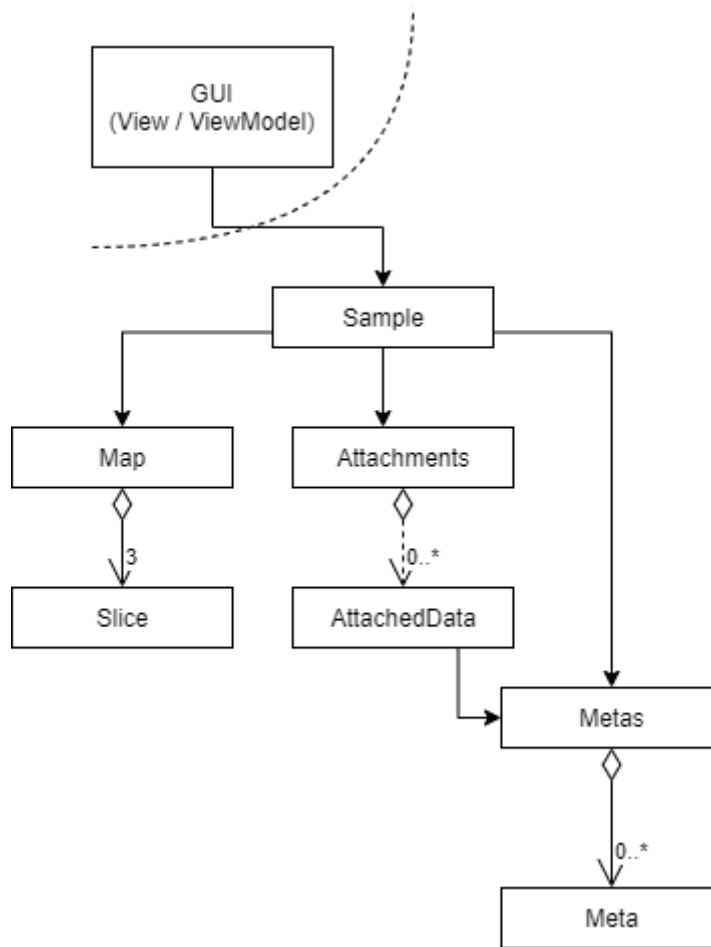 GUI
(View / ViewModel)
Sample
Map
Attachments
3
0..*
Slice
AttachedData
Metas
0..*
Meta